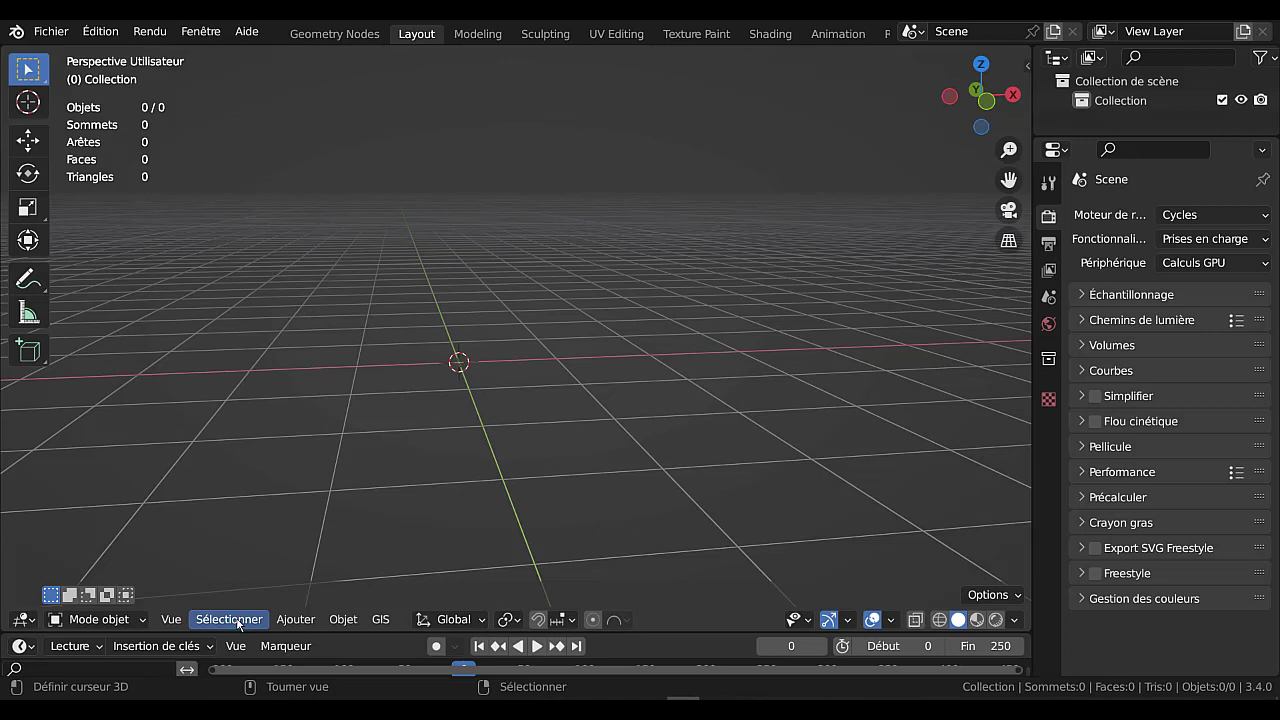 Fichier Édition Rendu Fenêtre Aide Geometry Nodes Layout Modeling Sculpting UV Editing Texture Paint Shading Animation Scene View Layer
Perspective Utilisateur
(0) Collection
Objets 0 / 0
Sommets 0
Arêtes 0
Faces 0
Triangles 0
Z
Y
X
Collection de scène
Collection
Scene
Moteur de r... Cycles
Fonctionnali... Prises en charge
Périphérique Calculs GPU
Échantillonnage
Chemins de lumière
Volumes
Courbes
Simplifier
Flou cinétique
Pellicule
Performance
Précalculer
Crayon gras
Export SVG Freestyle
Freestyle
Gestion des couleurs
Options
Mode objet Vue Sélectionner Ajouter Objet GIS Global
Lecture Insertion de clés Vue Marqueur 0 Début 0 Fin 250
Définir curseur 3D Tourner vue Sélectionner Collection | Sommets:0 | Faces:0 | Tris:0 | Objets:0/0 | 3.4.0